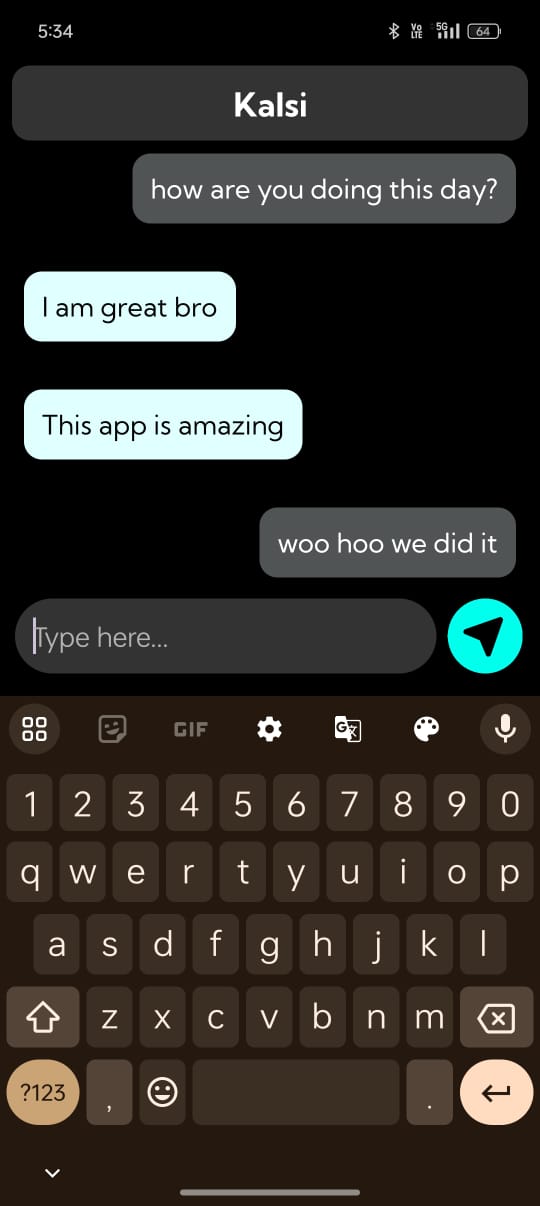 5:34
Vo
LTE
5G
64
Kalsi
how are you doing this day?
I am great bro
This app is amazing
woo hoo we did it
Type here...
GIF
G
1 2 3 4 5 6 7 8 9 0
q w e r t y u i o p
a s d f g h j k l
z x c v b n m
?123 , .